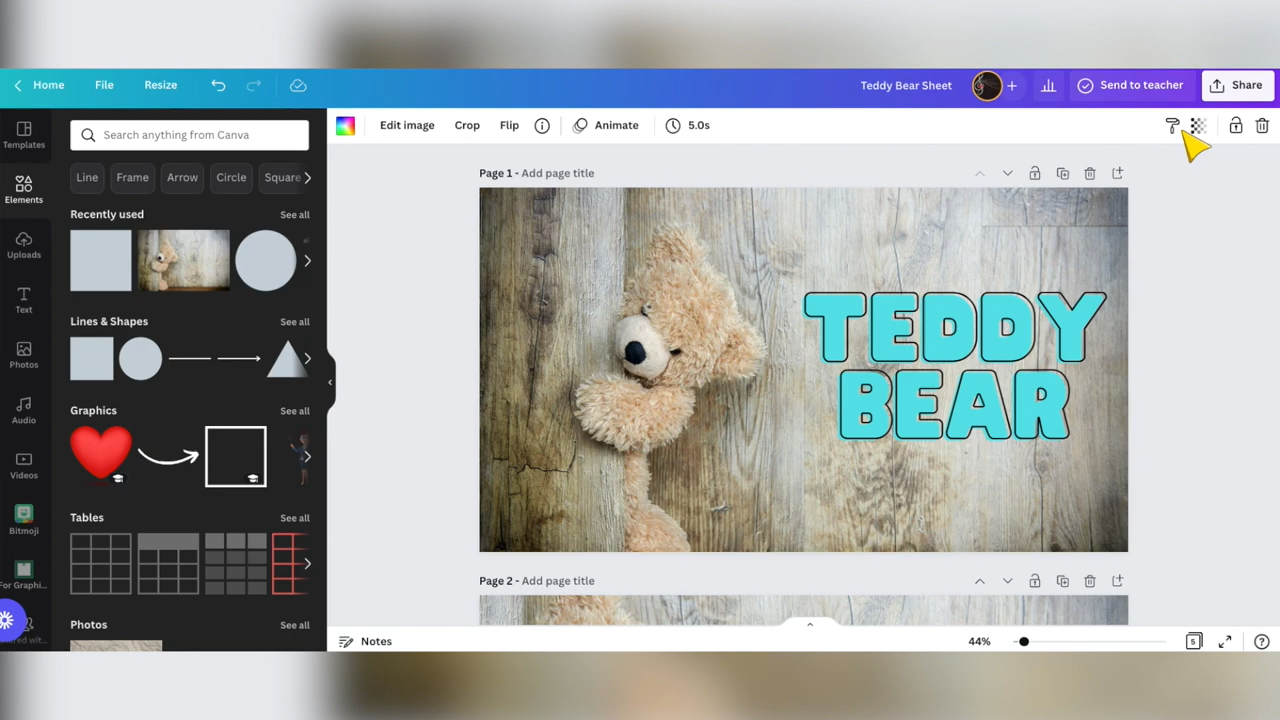 Home File Resize Teddy Bear Sheet + Send to teacher Share
Edit image Crop Flip Animate 5.0s
Templates
Elements
Uploads
Text
Photos
Audio
Videos
Bitmoji
For Graphi...
Search anything from Canva
Line Frame Arrow Circle Square
Recently used See all
Lines & Shapes See all
Graphics See all
Tables See all
Photos See all
Page 1 - Add page title
TEDDY
BEAR
Page 2 - Add page title
Notes 44% 5 ?